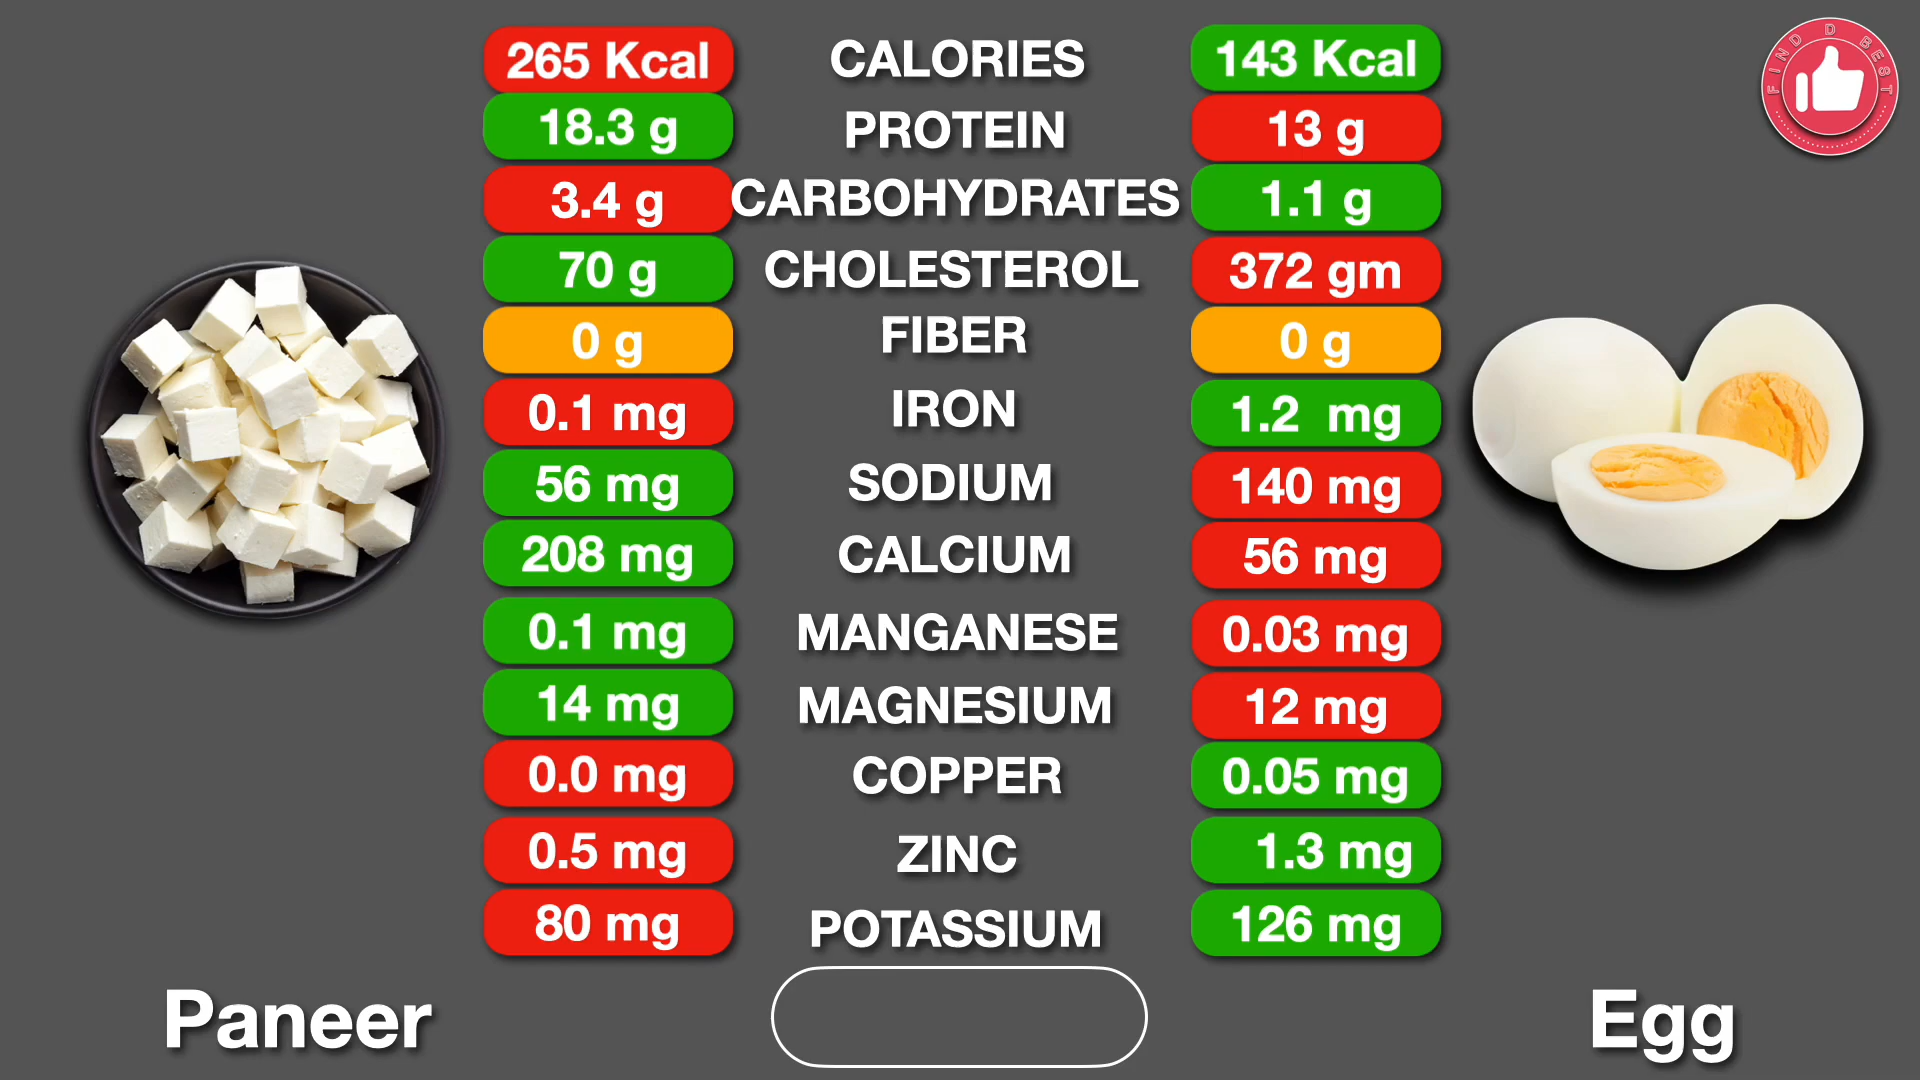 FIND D BEST
265 Kcal CALORIES 143 Kcal
18.3 g PROTEIN 13 g
3.4 g CARBOHYDRATES 1.1 g
70 g CHOLESTEROL 372 gm
0 g FIBER 0 g
0.1 mg IRON 1.2 mg
56 mg SODIUM 140 mg
208 mg CALCIUM 56 mg
0.1 mg MANGANESE 0.03 mg
14 mg MAGNESIUM 12 mg
0.0 mg COPPER 0.05 mg
0.5 mg ZINC 1.3 mg
80 mg POTASSIUM 126 mg
Paneer Egg